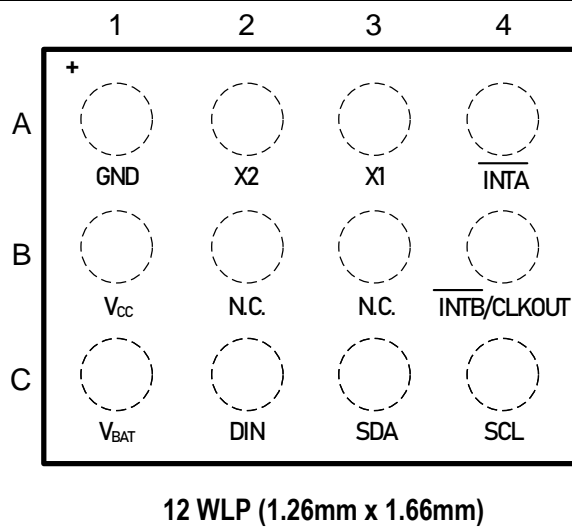 1 2 3 4
+
A
GND X2 X1 INTA
B
VCC N.C. N.C. INTB/CLKOUT
C
VBAT DIN SDA SCL
12 WLP (1.26mm x 1.66mm)